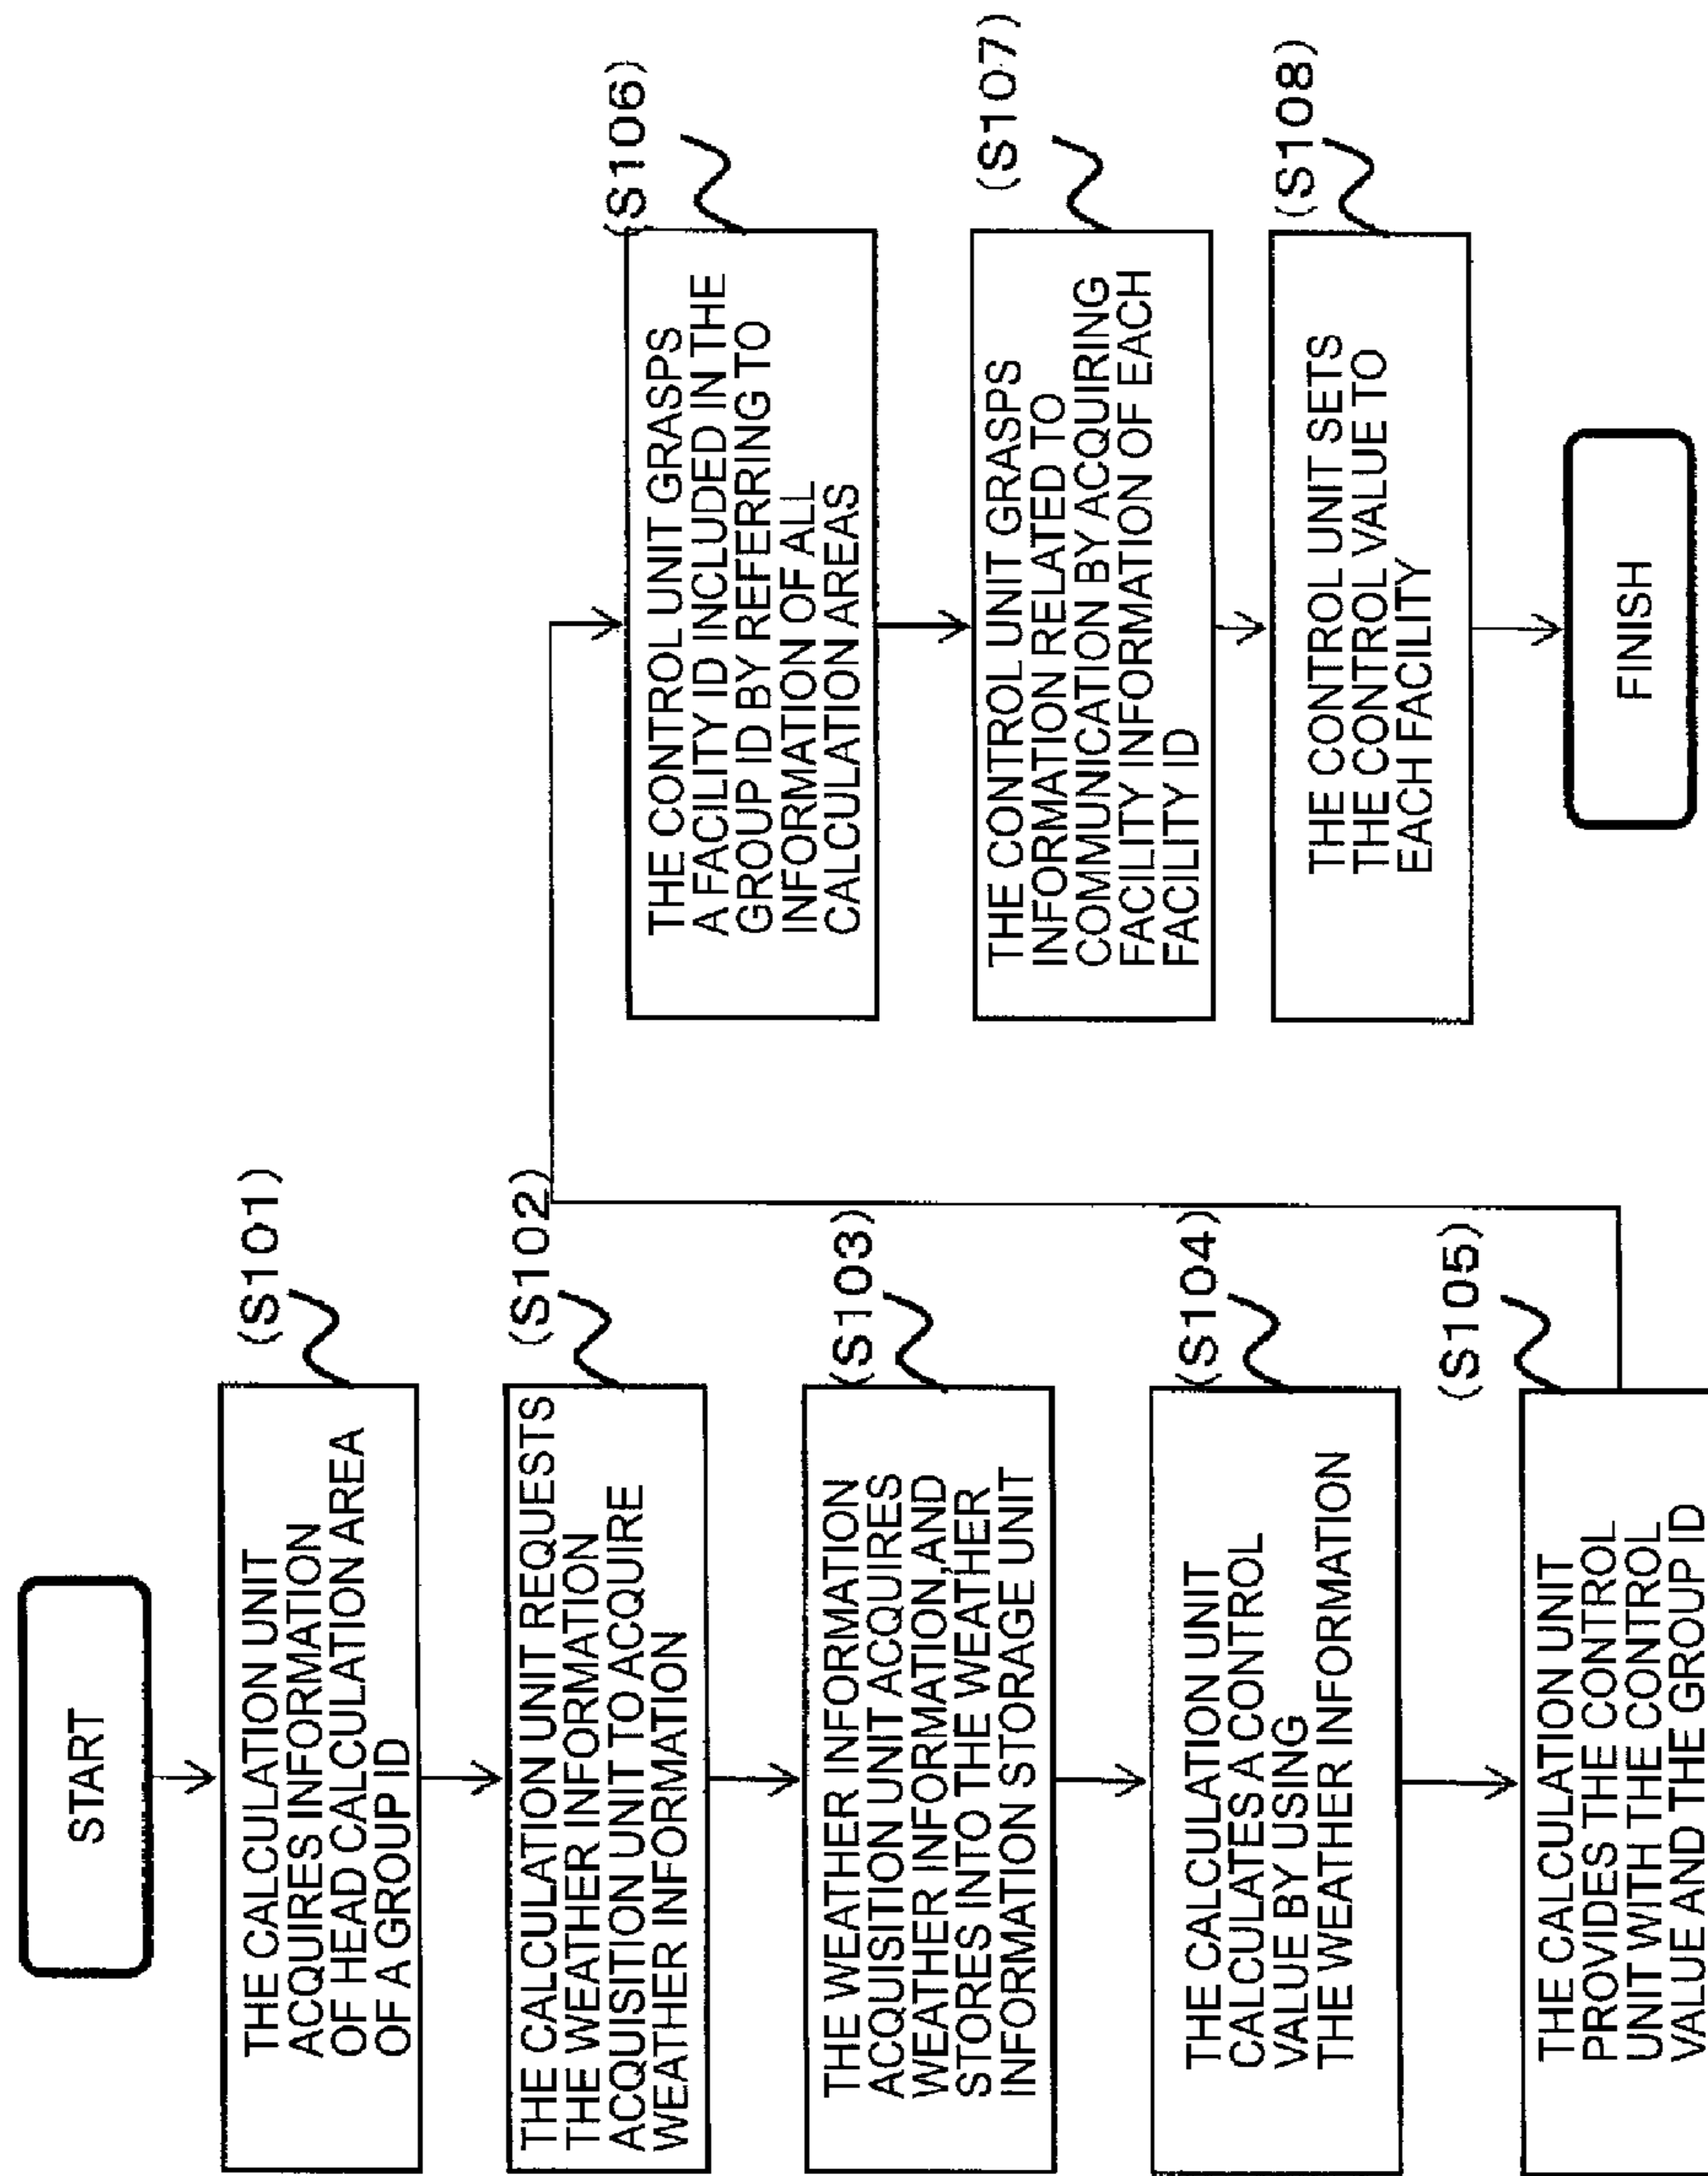 START
(S101)
THE CALCULATION UNIT
ACQUIRES INFORMATION
OF HEAD CALCULATION AREA
OF A GROUP ID
(S102)
THE CALCULATION UNIT REQUESTS
THE WEATHER INFORMATION
ACQUISITION UNIT TO ACQUIRE
WEATHER INFORMATION
(S103)
THE WEATHER INFORMATION
ACQUISITION UNIT ACQUIRES
WEATHER INFORMATION, AND
STORES INTO THE WEATHER
INFORMATION STORAGE UNIT
(S104)
THE CALCULATION UNIT
CALCULATES A CONTROL
VALUE BY USING
THE WEATHER INFORMATION
(S105)
THE CALCULATION UNIT
PROVIDES THE CONTROL
UNIT WITH THE CONTROL
VALUE AND THE GROUP ID
(S106)
THE CONTROL UNIT GRASPS
A FACILITY ID INCLUDED IN THE
GROUP ID BY REFERRING TO
INFORMATION OF ALL
CALCULATION AREAS
(S107)
THE CONTROL UNIT GRASPS
INFORMATION RELATED TO
COMMUNICATION BY ACQUIRING
FACILITY INFORMATION OF EACH
FACILITY ID
(S108)
THE CONTROL UNIT SETS
THE CONTROL VALUE TO
EACH FACILITY
FINISH